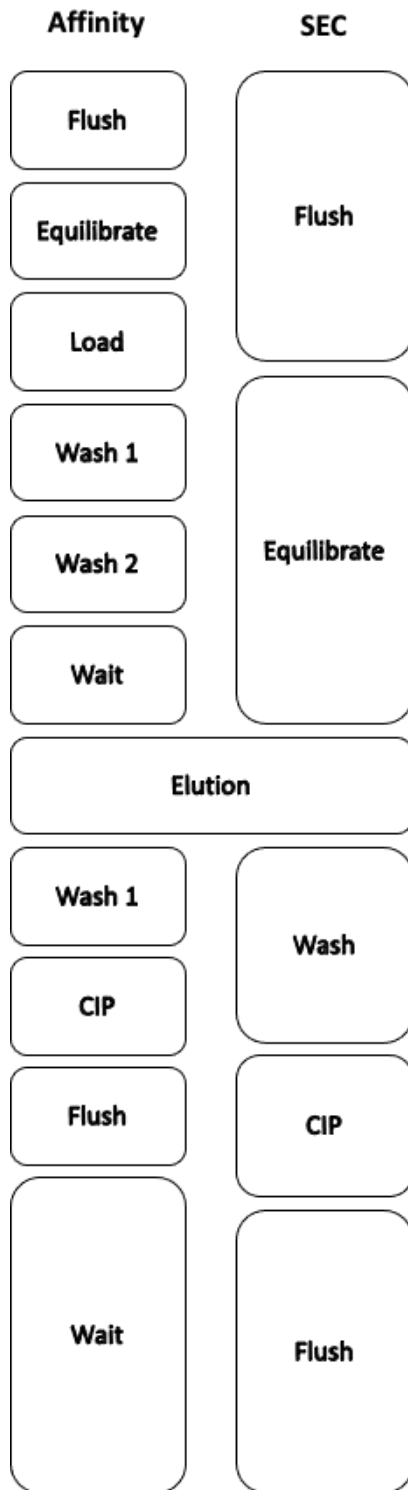 Affinity
SEC
Flush
Equilibrate
Load
Wash 1
Wash 2
Wait
Flush
Equilibrate
Elution
Wash 1
CIP
Flush
Wait
Wash
CIP
Flush